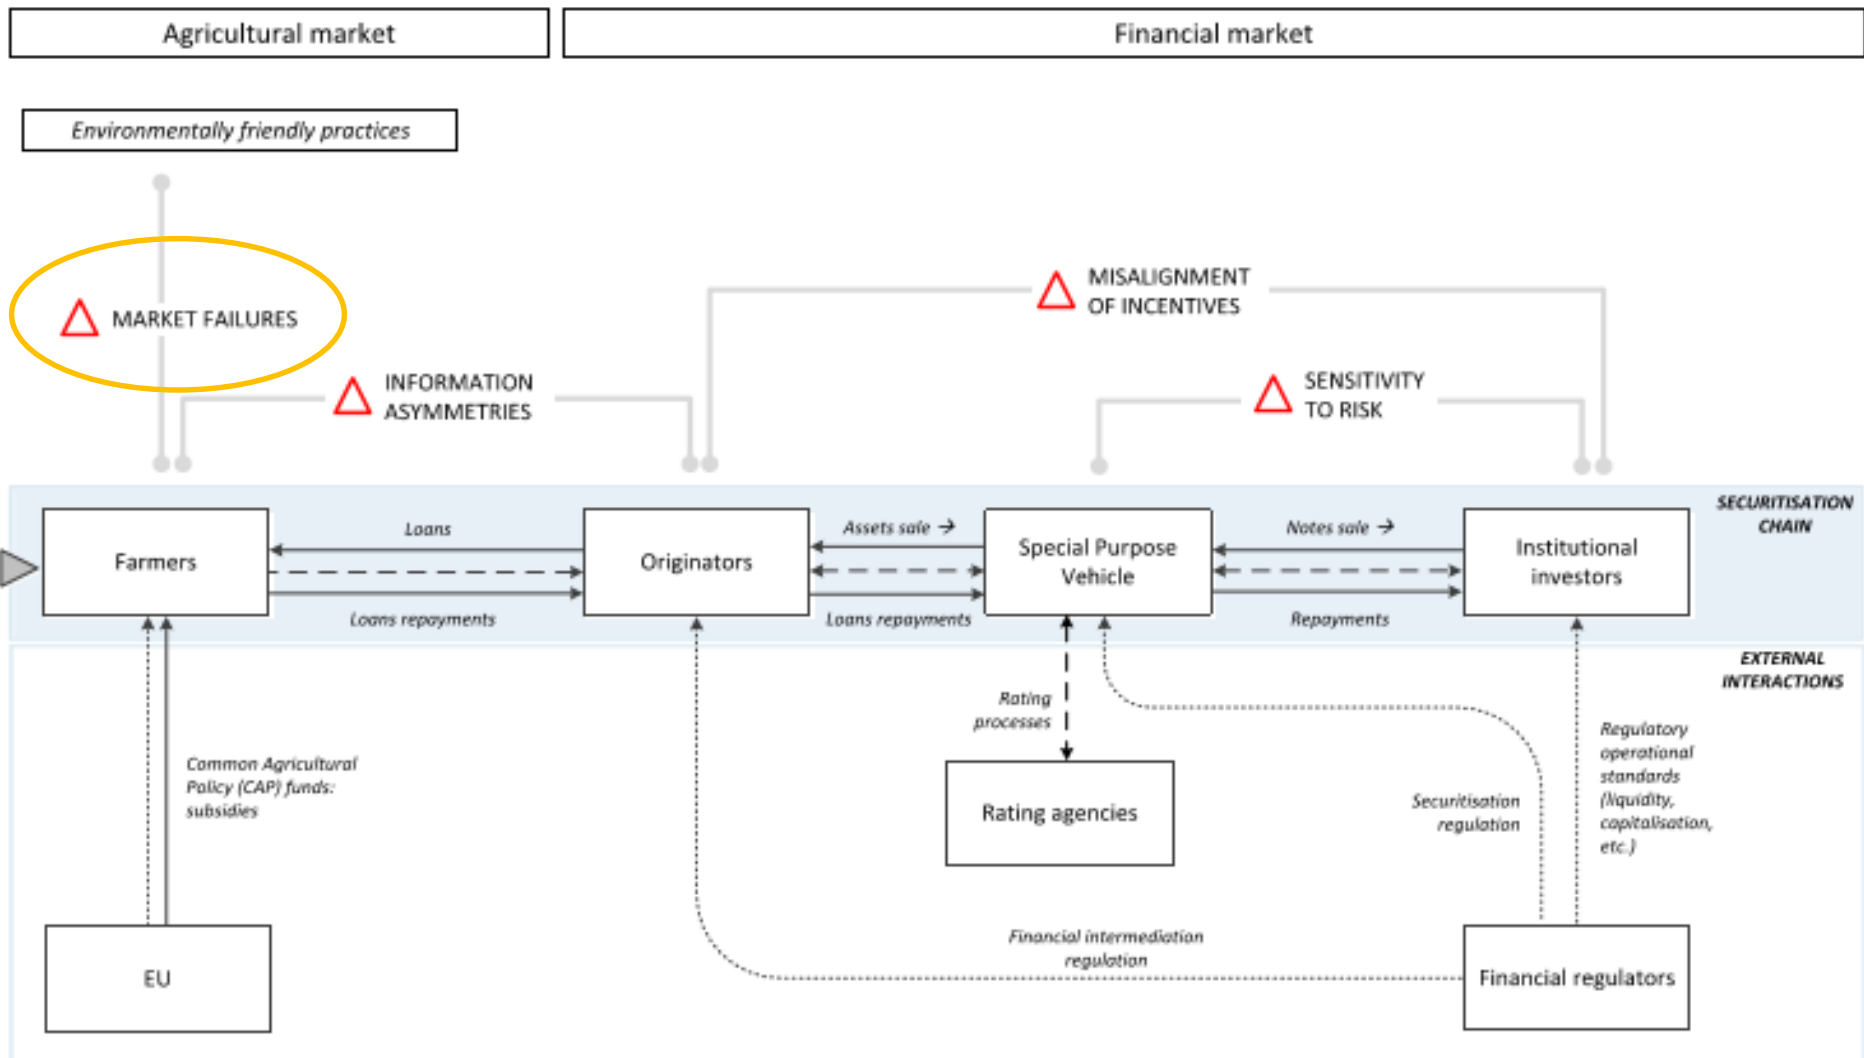 Agricultural market
Financial market
Environmentally friendly practices
MARKET FAILURES
INFORMATION
ASYMMETRIES
MISALIGNMENT
OF INCENTIVES
SENSITIVITY
TO RISK
SECURITISATION
CHAIN
Farmers
Loans
Loans repayments
Originators
Assets sale →
Loans repayments
Special Purpose
Vehicle
Notes sale →
Repayments
Institutional
investors
EXTERNAL
INTERACTIONS
Common Agricultural
Policy (CAP) funds:
subsidies
Rating
processes
Rating agencies
Securitisation
regulation
Regulatory
operational
standards
(liquidity,
capitalisation,
etc.)
Financial intermediation
regulation
EU
Financial regulators